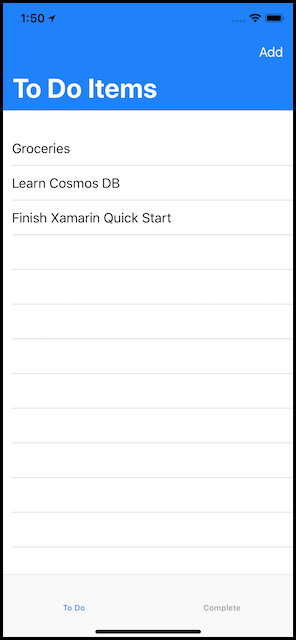 1:50
Add
To Do Items
Groceries
Learn Cosmos DB
Finish Xamarin Quick Start
To Do
Complete